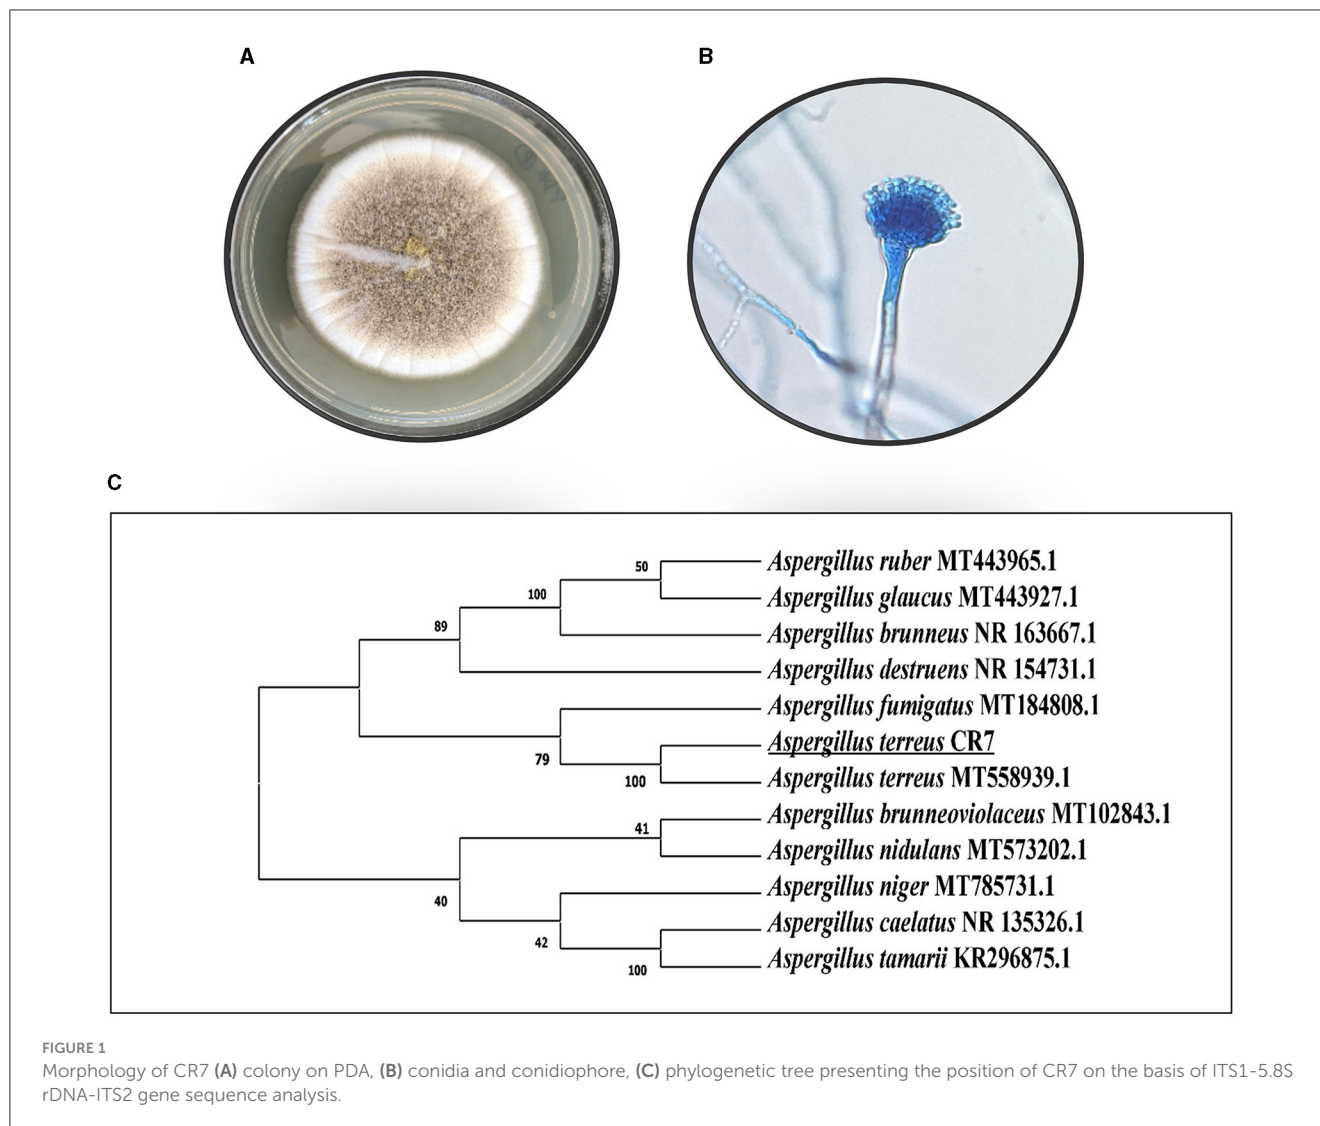 A
B
C
50
Aspergillus ruber MT443965.1
100
Aspergillus glaucus MT443927.1
89
Aspergillus brunneus NR 163667.1
Aspergillus destruens NR 154731.1
Aspergillus fumigatus MT184808.1
Aspergillus terreus CR7
79
100
Aspergillus terreus MT558939.1
Aspergillus brunneoviolaceus MT102843.1
41
Aspergillus nidulans MT573202.1
40
Aspergillus niger MT785731.1
42
Aspergillus caelatus NR 135326.1
100
Aspergillus tamarii KR296875.1
FIGURE 1
Morphology of CR7 (A) colony on PDA, (B) conidia and conidiophore, (C) phylogenetic tree presenting the position of CR7 on the basis of ITS1-5.8S
rDNA-ITS2 gene sequence analysis.